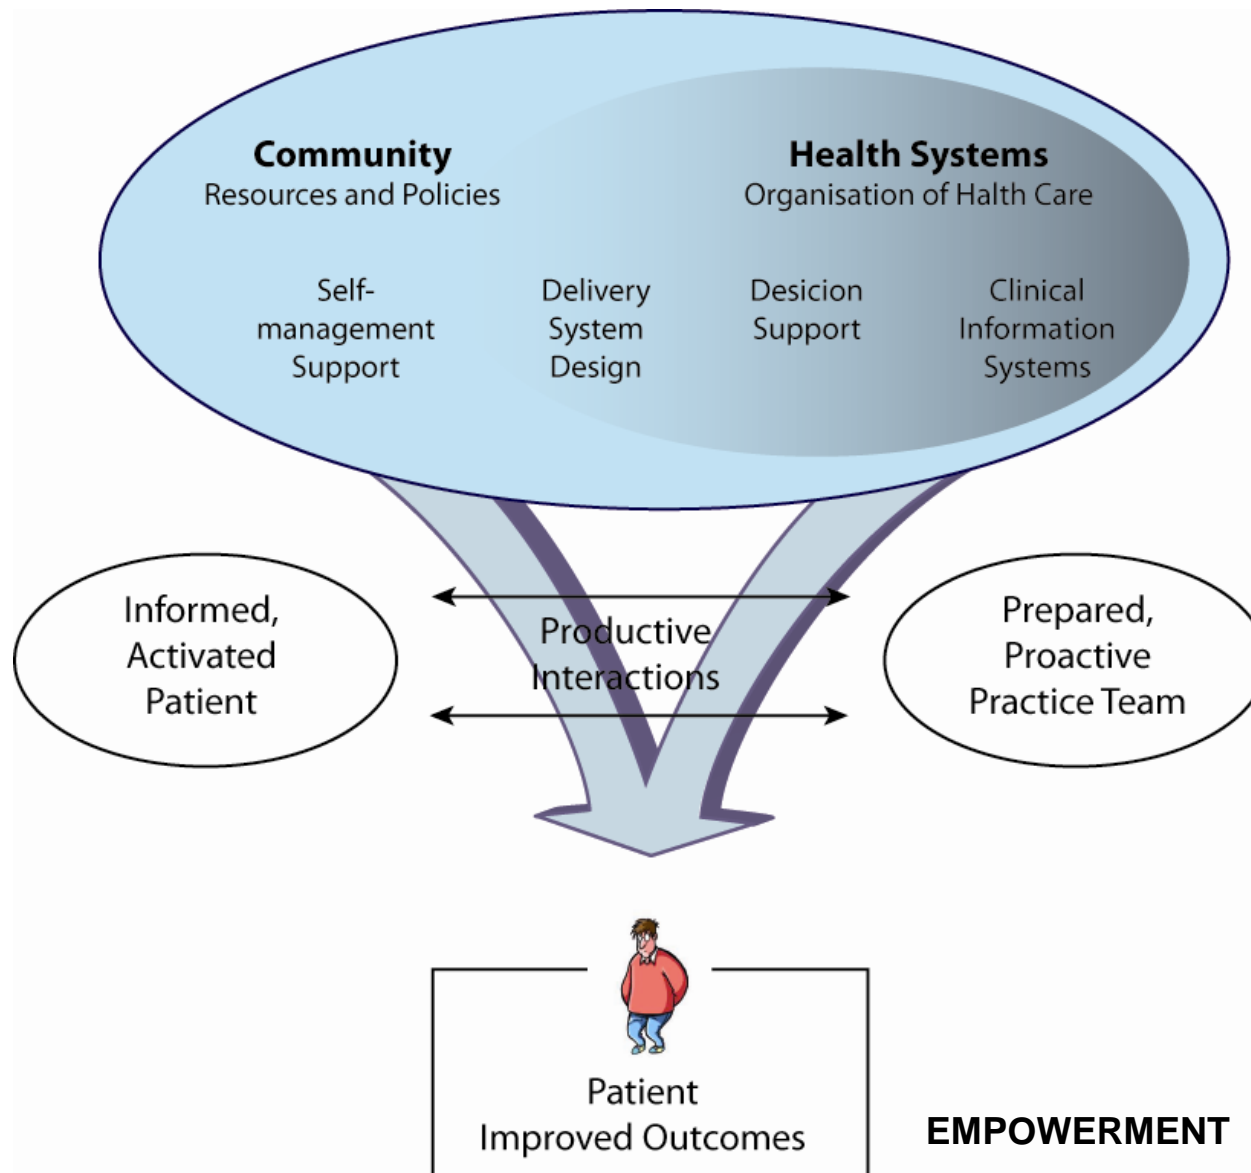 Community
Resources and Policies
Health Systems
Organisation of Halth Care
Self-
management
Support
Delivery
System
Design
Desicion
Support
Clinical
Information
Systems
Informed,
Activated
Patient
Productive
Interactions
Prepared,
Proactive
Practice Team
Patient
Improved Outcomes
EMPOWERMENT